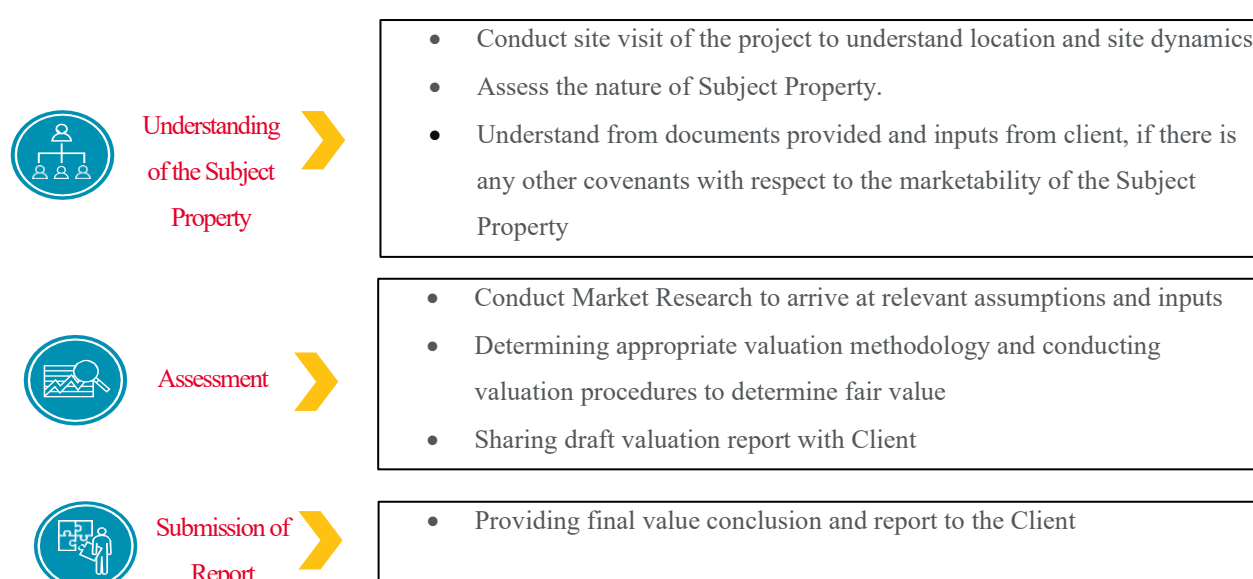 Understanding
of the Subject
Property
• Conduct site visit of the project to understand location and site dynamics
• Assess the nature of Subject Property.
• Understand from documents provided and inputs from client, if there is
any other covenants with respect to the marketability of the Subject
Property
Assessment
• Conduct Market Research to arrive at relevant assumptions and inputs
• Determining appropriate valuation methodology and conducting
valuation procedures to determine fair value
• Sharing draft valuation report with Client
Submission of
Report
• Providing final value conclusion and report to the Client